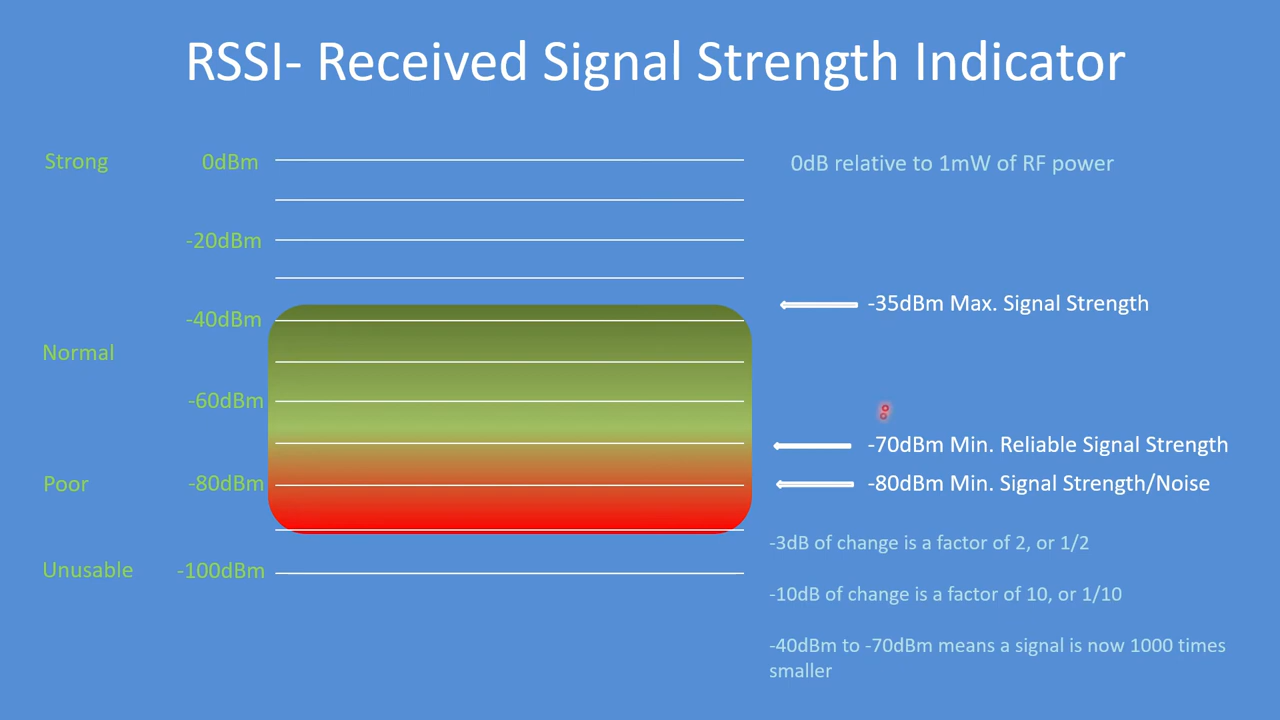 RSSI- Received Signal Strength Indicator
Strong
0dBm
0dB relative to 1mW of RF power
-20dBm
-35dBm Max. Signal Strength
-40dBm
Normal
-60dBm
-70dBm Min. Reliable Signal Strength
Poor
-80dBm
-80dBm Min. Signal Strength/Noise
-3dB of change is a factor of 2, or 1/2
Unusable
-100dBm
-10dB of change is a factor of 10, or 1/10
-40dBm to -70dBm means a signal is now 1000 times
smaller